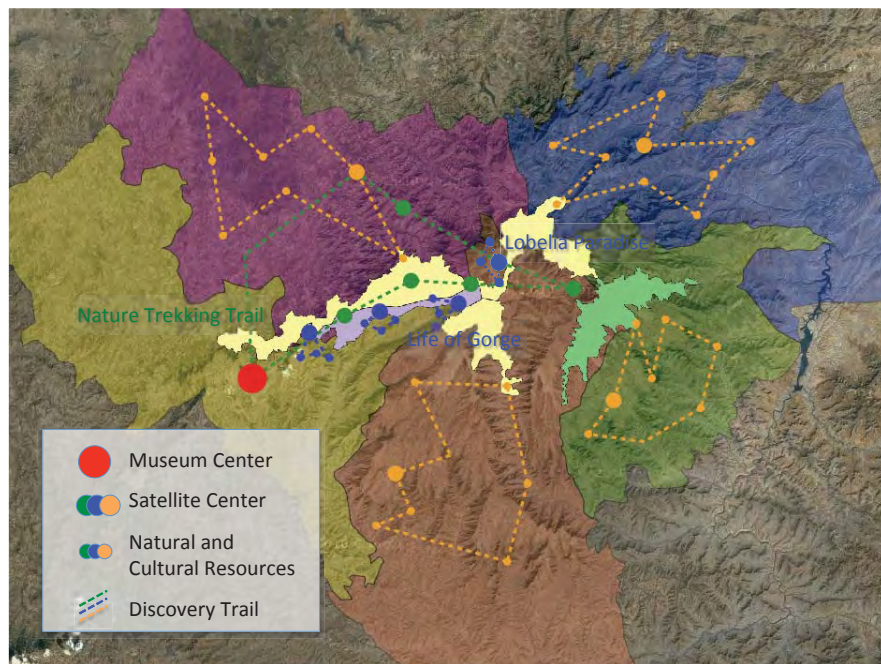 Lobelia Paradise
Nature Trekking Trail
Life of Gorge
Museum Center
Satellite Center
Natural and
Cultural Resources
Discovery Trail